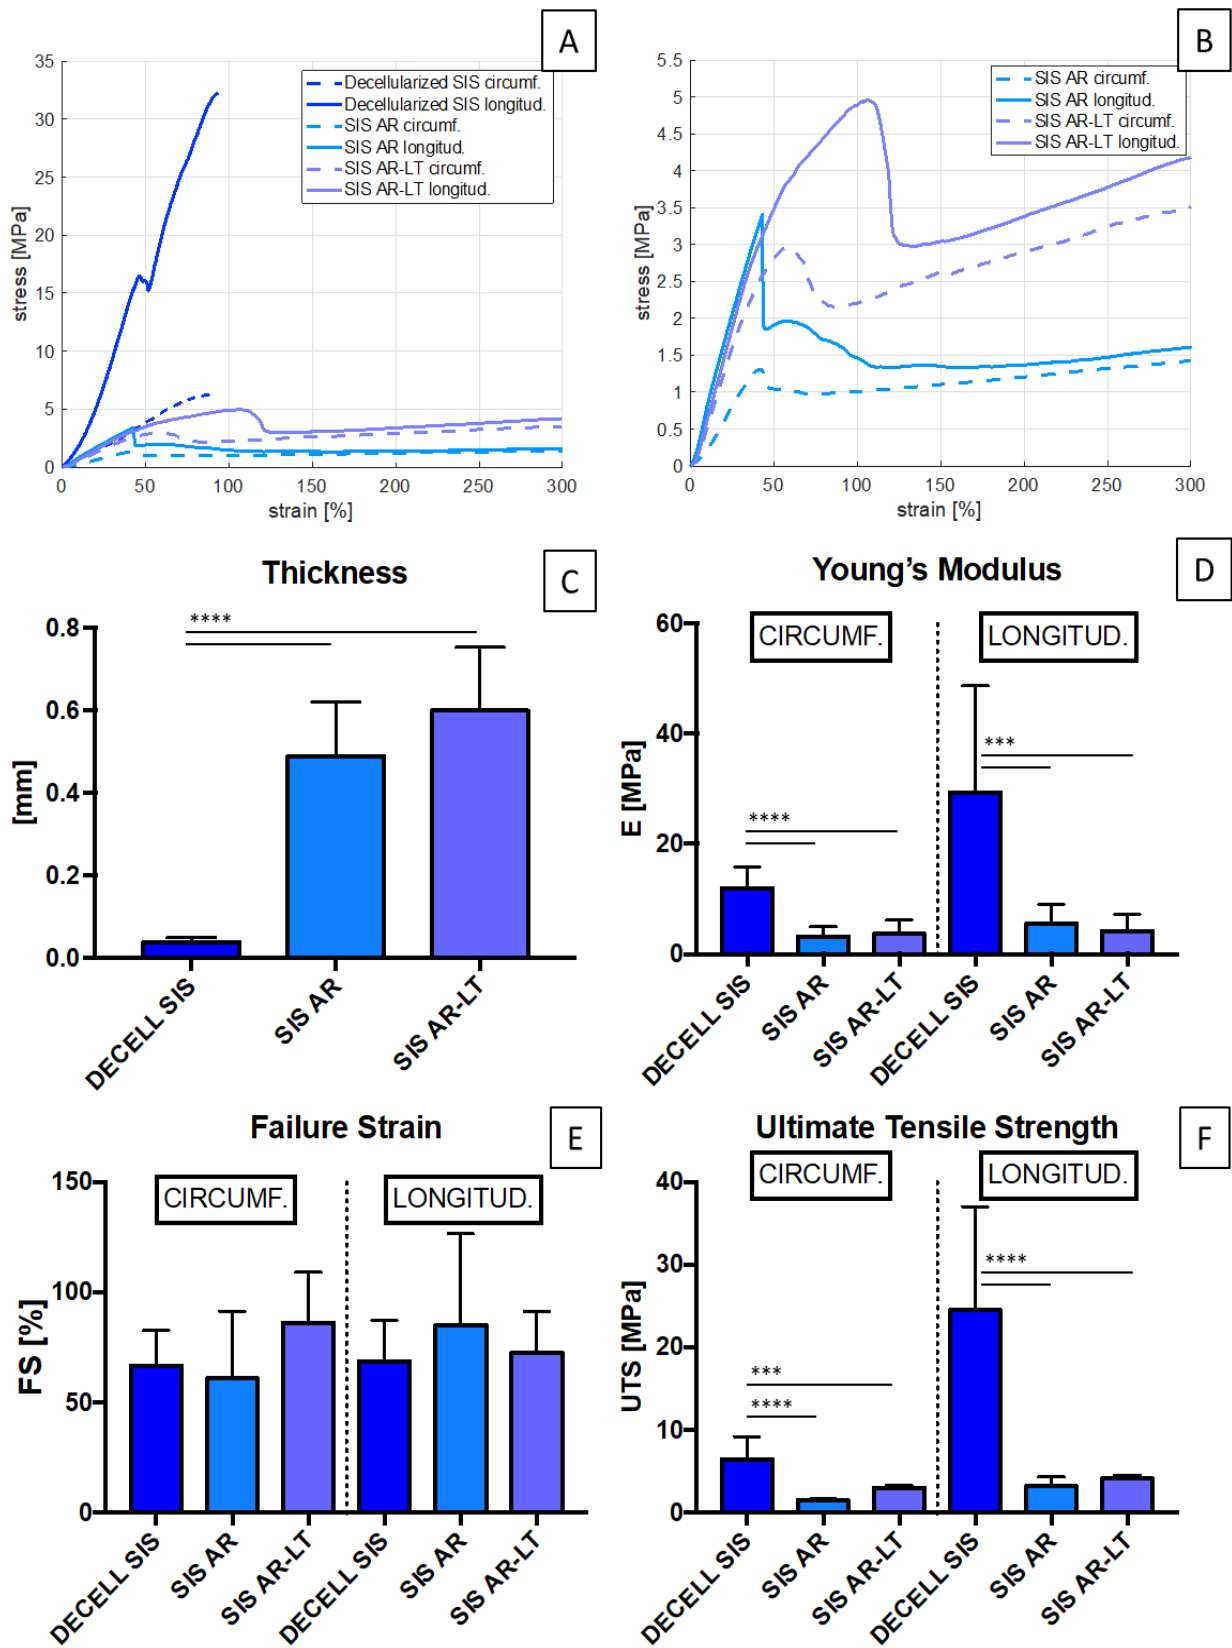 A
35
30
25
20
15
10
5
0
stress [MPa]
Decellularized SIS circumf.
Decellularized SIS longitud.
SIS AR circumf.
SIS AR longitud.
SIS AR-LT circumf.
SIS AR-LT longitud.
0 50 100 150 200 250 300
strain [%]
B
5.5
5
4.5
4
3.5
3
2.5
2
1.5
1
0.5
0
stress [MPa]
SIS AR circumf.
SIS AR longitud.
SIS AR-LT circumf.
SIS AR-LT longitud.
0 50 100 150 200 250 300
strain [%]
Thickness
C
****
0.8
0.6
0.4
0.2
0.0
[mm]
DECELL SIS
SIS AR
SIS AR-LT
Young's Modulus
D
CIRCUMF.
LONGITUD.
60
40
20
0
E [MPa]
****
***
DECELL SIS
SIS AR
SIS AR-LT
DECELL SIS
SIS AR
SIS AR-LT
Failure Strain
E
CIRCUMF.
LONGITUD.
150
100
50
0
FS [%]
DECELL SIS
SIS AR
SIS AR-LT
DECELL SIS
SIS AR
SIS AR-LT
Ultimate Tensile Strength
F
CIRCUMF.
LONGITUD.
40
30
20
10
0
UTS [MPa]
***
****
****
DECELL SIS
SIS AR
SIS AR-LT
DECELL SIS
SIS AR
SIS AR-LT